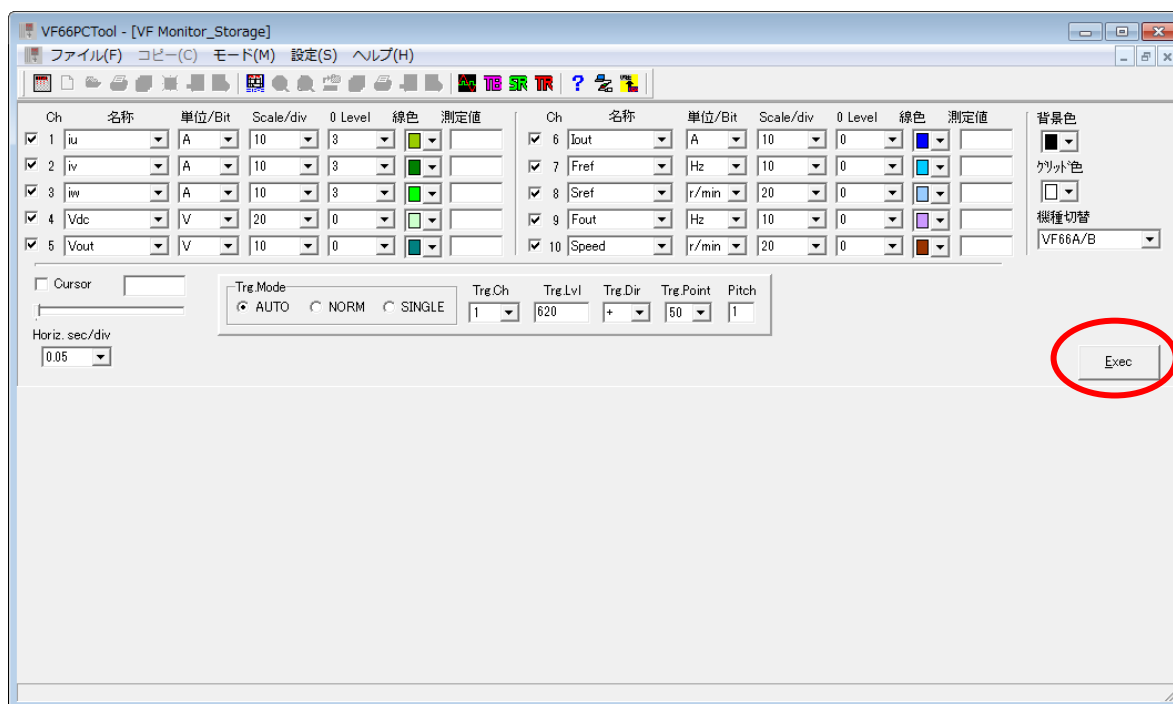 VF66PCTool - [VF Monitor_Storage]
ファイル(F) コピー(C) モード(M) 設定(S) ヘルプ(H)
TB SR TR ?
Ch 名称 単位/Bit Scale/div 0 Level 線色 測定値 Ch 名称 単位/Bit Scale/div 0 Level 線色 測定値 背景色
1 iu A 10 3 6 Iout A 10 0
2 iv A 10 3 7 Fref Hz 10 0 グリッド色
3 iw A 10 3 8 Sref r/min 20 0
4 Vdc V 20 0 9 Fout Hz 10 0 機種切替
5 Vout V 10 0 10 Speed r/min 20 0 VF66A/B
Cursor Trg.Mode Trg.Ch Trg.Lvl Trg.Dir Trg.Point Pitch
AUTO NORM SINGLE 1 620 + 50 1
Horiz. sec/div
0.05 Exec